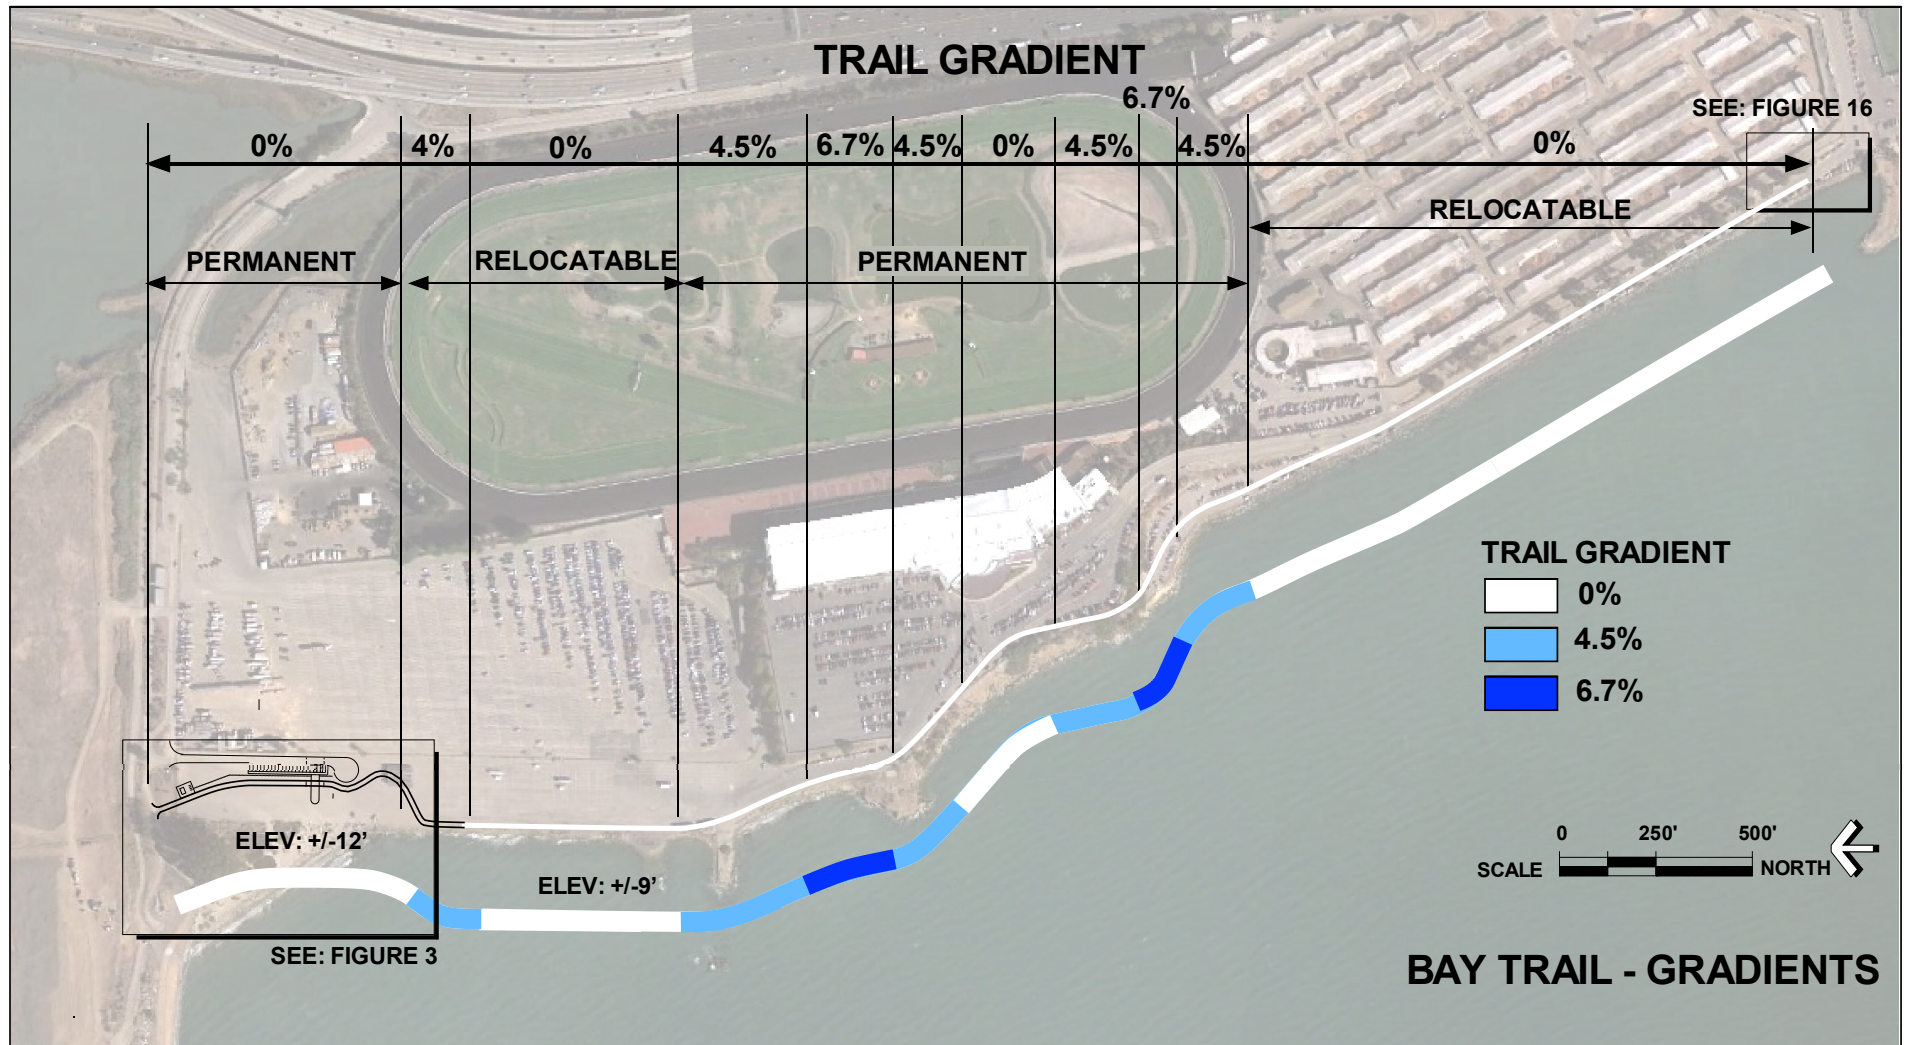 TRAIL GRADIENT
6.7%
SEE: FIGURE 16
0% 4% 0% 4.5% 6.7% 4.5% 0% 4.5% 4.5% 0%
RELOCATABLE
PERMANENT RELOCATABLE PERMANENT
TRAIL GRADIENT
0%
4.5%
6.7%
ELEV: +/-12’
ELEV: +/-9’
SEE: FIGURE 3
0 250' 500'
SCALE NORTH
BAY TRAIL - GRADIENTS